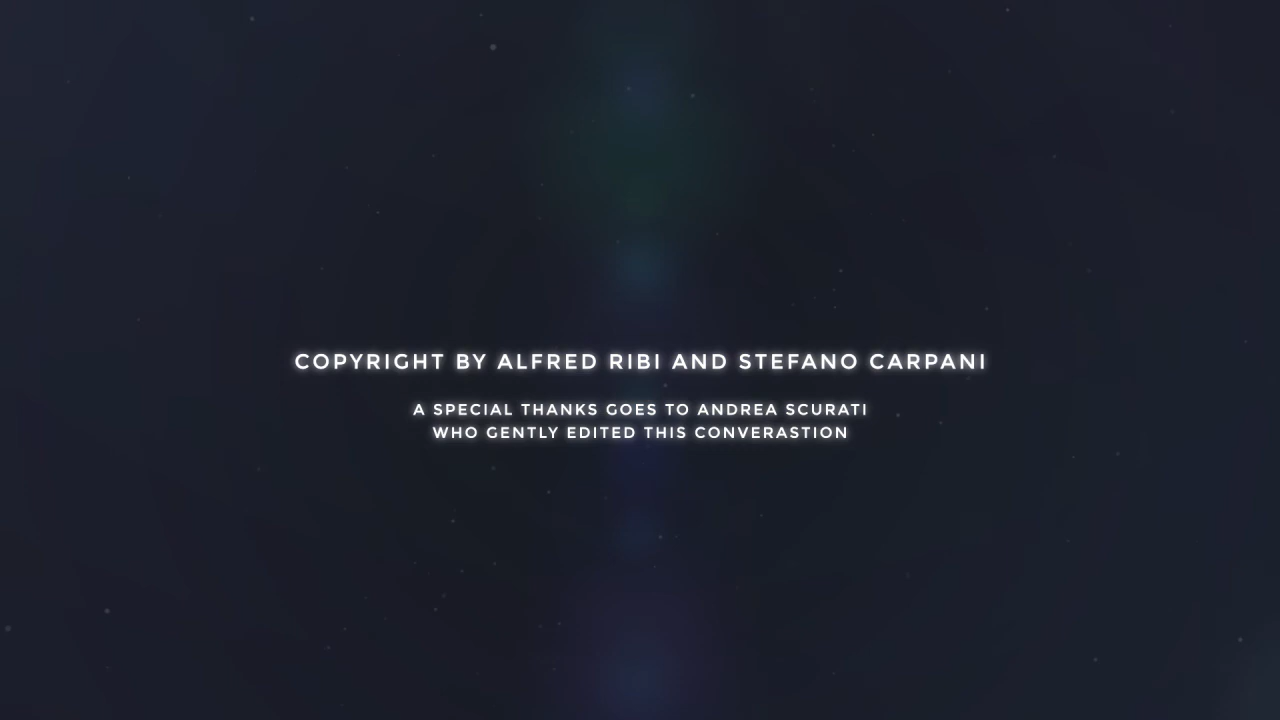 COPYRIGHT BY ALFRED RIBI AND STEFANO CARPANI
A SPECIAL THANKS GOES TO ANDREA SCURATI
WHO GENTLY EDITED THIS CONVERASTION